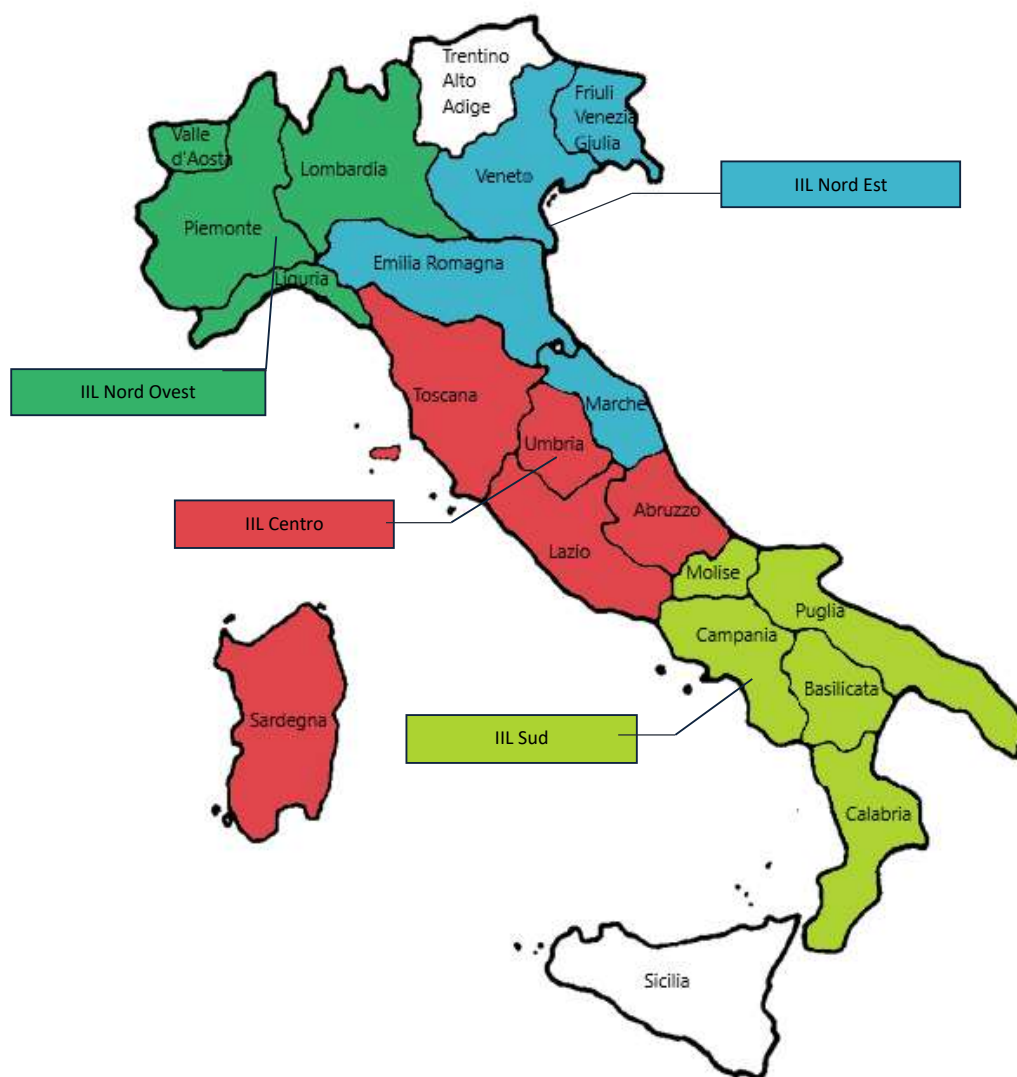 Trentino
Alto
Adige
Friuli
Venezia
Giulia
Valle
d'Aosta
Lombardia
Veneto
IIL Nord Est
Piemonte
Emilia Romagna
Liguria
IIL Nord Ovest
Toscana
Marche
Umbria
IIL Centro
Abruzzo
Lazio
Molise
Puglia
Campania
Basilicata
Sardegna
IIL Sud
Calabria
Sicilia